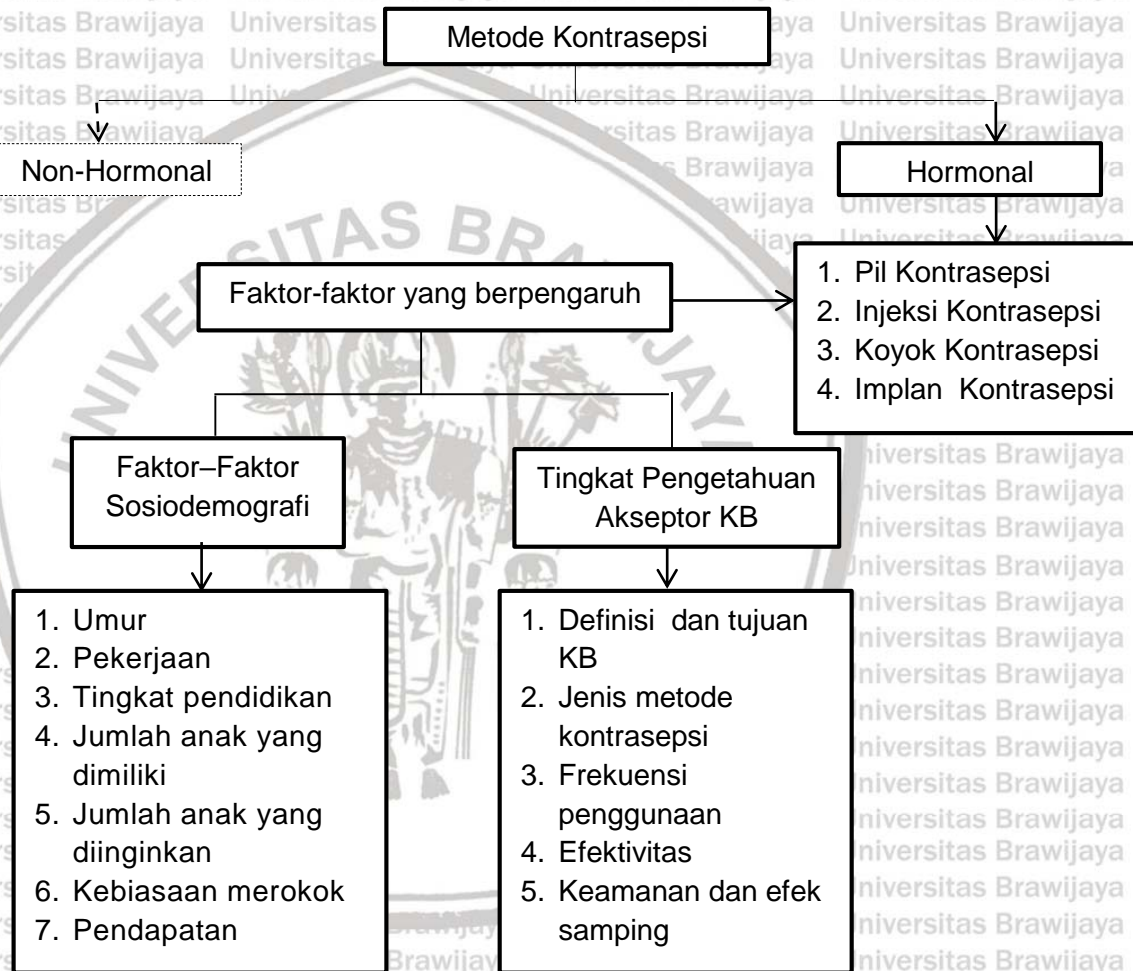 Metode Kontrasepsi
Non-Hormonal
Hormonal
1. Pil Kontrasepsi
2. Injeksi Kontrasepsi
3. Koyok Kontrasepsi
4. Implan Kontrasepsi
Faktor-faktor yang berpengaruh
Faktor–Faktor
Sosiodemografi
Tingkat Pengetahuan
Akseptor KB
1. Umur
2. Pekerjaan
3. Tingkat pendidikan
4. Jumlah anak yang
dimiliki
5. Jumlah anak yang
diinginkan
6. Kebiasaan merokok
7. Pendapatan
1. Definisi dan tujuan
KB
2. Jenis metode
kontrasepsi
3. Frekuensi
penggunaan
4. Efektivitas
5. Keamanan dan efek
samping
UNIVERSITAS BRAWIJAYA